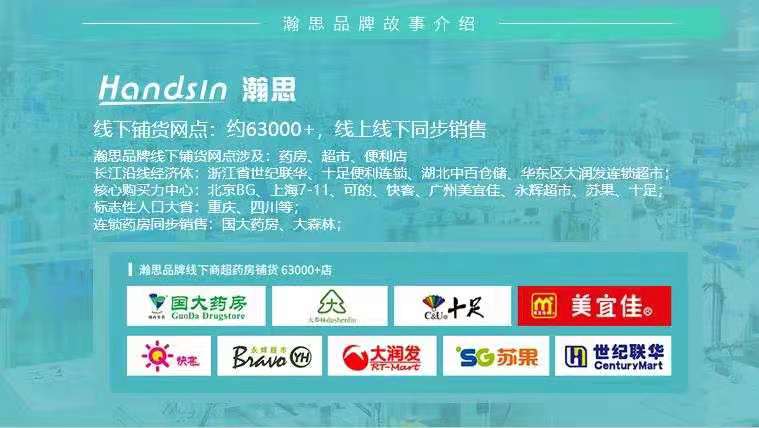 瀚思品牌故事介绍
Handsin 瀚思
线下铺货网点：约63000+，线上线下同步销售
瀚思品牌线下铺货网点涉及：药房、超市、便利店
长江沿线经济体：浙江省世纪联华、十足便利连锁、湖北中百仓储、华东区大润发连锁超市；
核心购买力中心：北京BG、上海7-11、可的、快客、广州美宜佳、永辉超市、苏果、十足；
标志性人口大省：重庆、四川等；
连锁药房同步销售：国大药房、大森林；
瀚思品牌线下商超药房铺货 63000+店
国大药房 GuoDa Drugstore
大
dashenlin
C&U® 十足
美宜佳®
快客
永辉超市 Bravo YH
大润发 RT-Mart
SG 苏果
世纪联华 CenturyMart